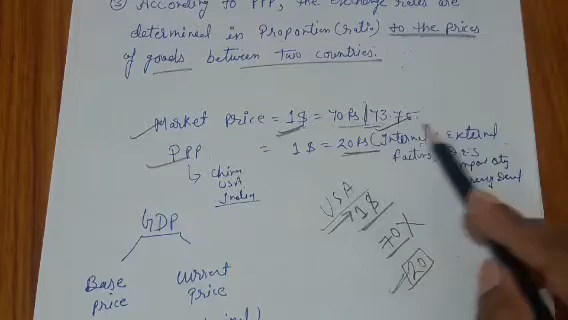 ③ According to PPP, the exchange rates are
determined in Proportion (ratio) to the prices
of goods between two countries.
Market price = 1$ = 70 Rs / 73.75
PPP = 1$ = 20 Rs (Internal External
Factors
China
USA
India
USA
→ 1$
70 X
20
GDP
Base
price
Current
price